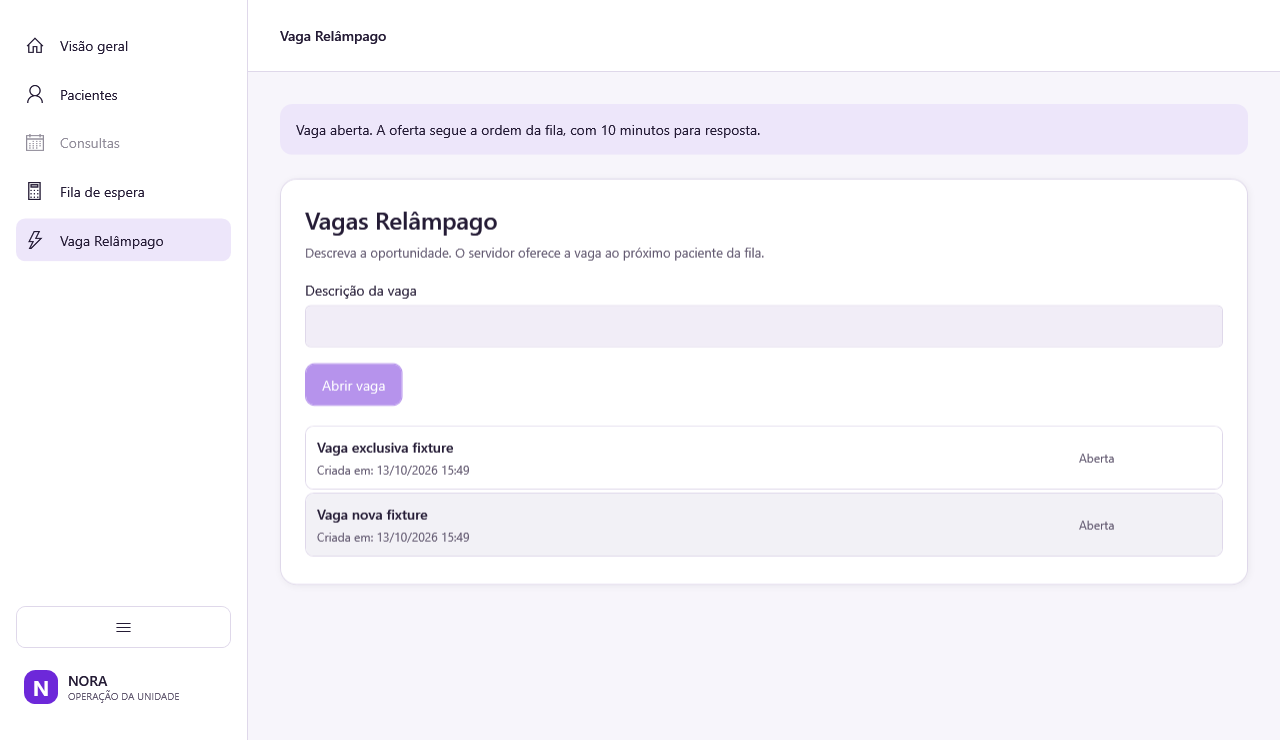 Visão geral
Pacientes
Consultas
Fila de espera
Vaga Relâmpago
N
NORA
OPERAÇÃO DA UNIDADE
Vaga Relâmpago
Vaga aberta. A oferta segue a ordem da fila, com 10 minutos para resposta.
Vagas Relâmpago
Descreva a oportunidade. O servidor oferece a vaga ao próximo paciente da fila.
Descrição da vaga
Abrir vaga
Vaga exclusiva fixture
Criada em: 13/10/2026 15:49
Aberta
Vaga nova fixture
Criada em: 13/10/2026 15:49
Aberta